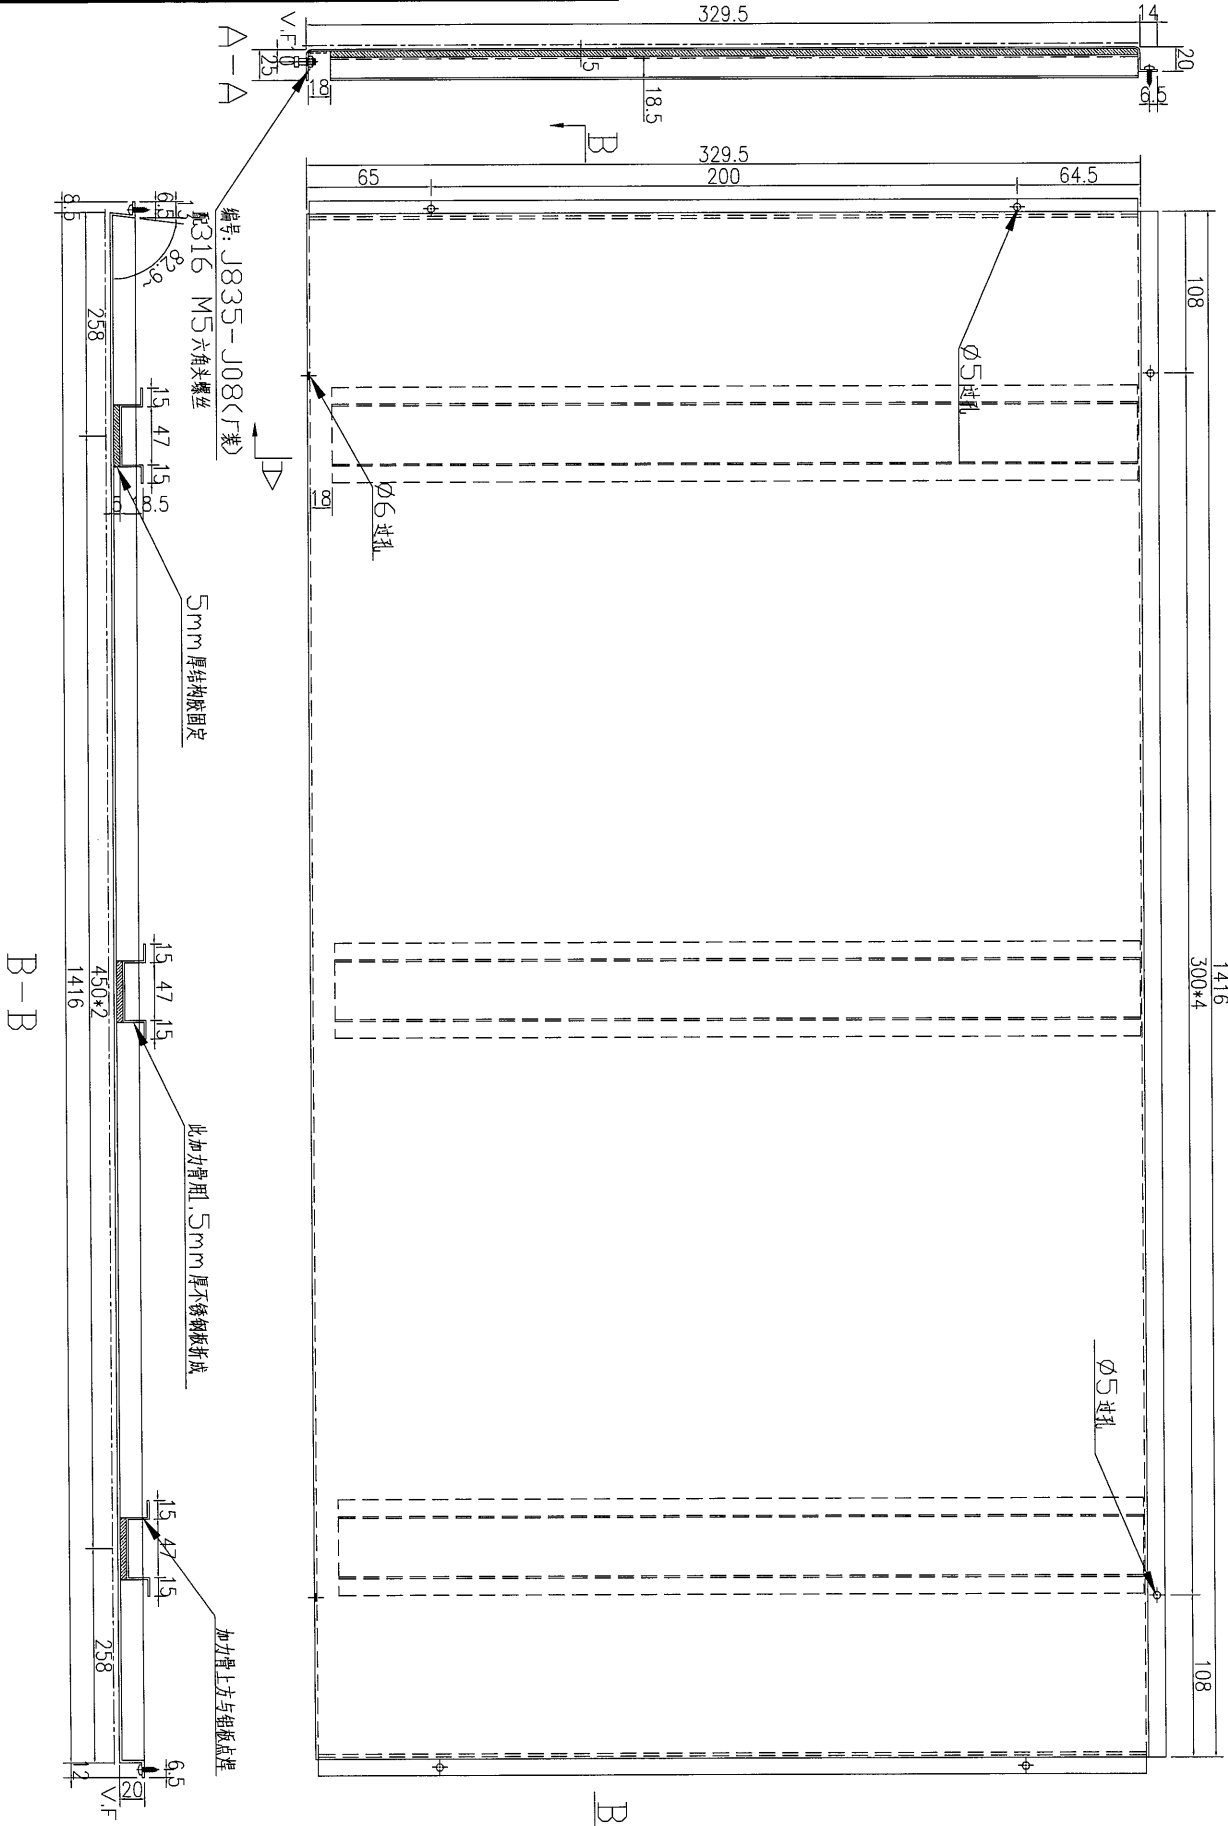 329.5
14
V.F
A-A
25
18
5
18.5
20
6.5
B
329.5
65
200
64.5
8.5
6.5
编号: J835-J08(厂装)
配316 M5六角头螺丝
258
108
Ø5过孔
15
47
15
8.5
A
18
Ø6过孔
5mm厚结构胶固定
15
47
15
450*2
1416
B-B
1416
300*4
此加力骨用1.5mm厚不锈钢板折成
Ø5过孔
15
47
15
258
108
加力骨上方与铝板点焊
6.5
12
20
V.F
B